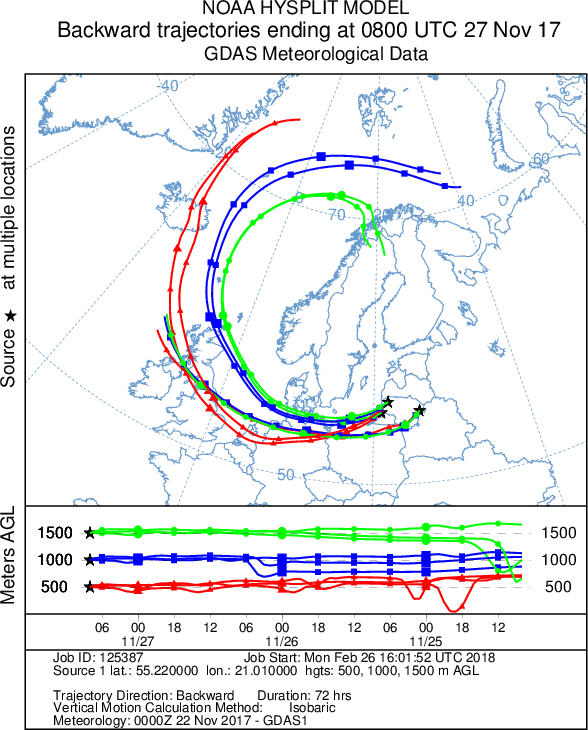 NOAA HYSPLIT MODEL
Backward trajectories ending at 0800 UTC 27 Nov 17
GDAS Meteorological Data
Source ★ at multiple locations
-40
-20
60
40
70
60
50
Meters AGL
1500 1500
1000 1000
500 500
06 00 18 12 06 00 18 12 06 00 18 12
11/27 11/26 11/25
Job ID: 125387 Job Start: Mon Feb 26 16:01:52 UTC 2018
Source 1 lat.: 55.220000 lon.: 21.010000 hgts: 500, 1000, 1500 m AGL
Trajectory Direction: Backward Duration: 72 hrs
Vertical Motion Calculation Method: Isobaric
Meteorology: 0000Z 22 Nov 2017 - GDAS1